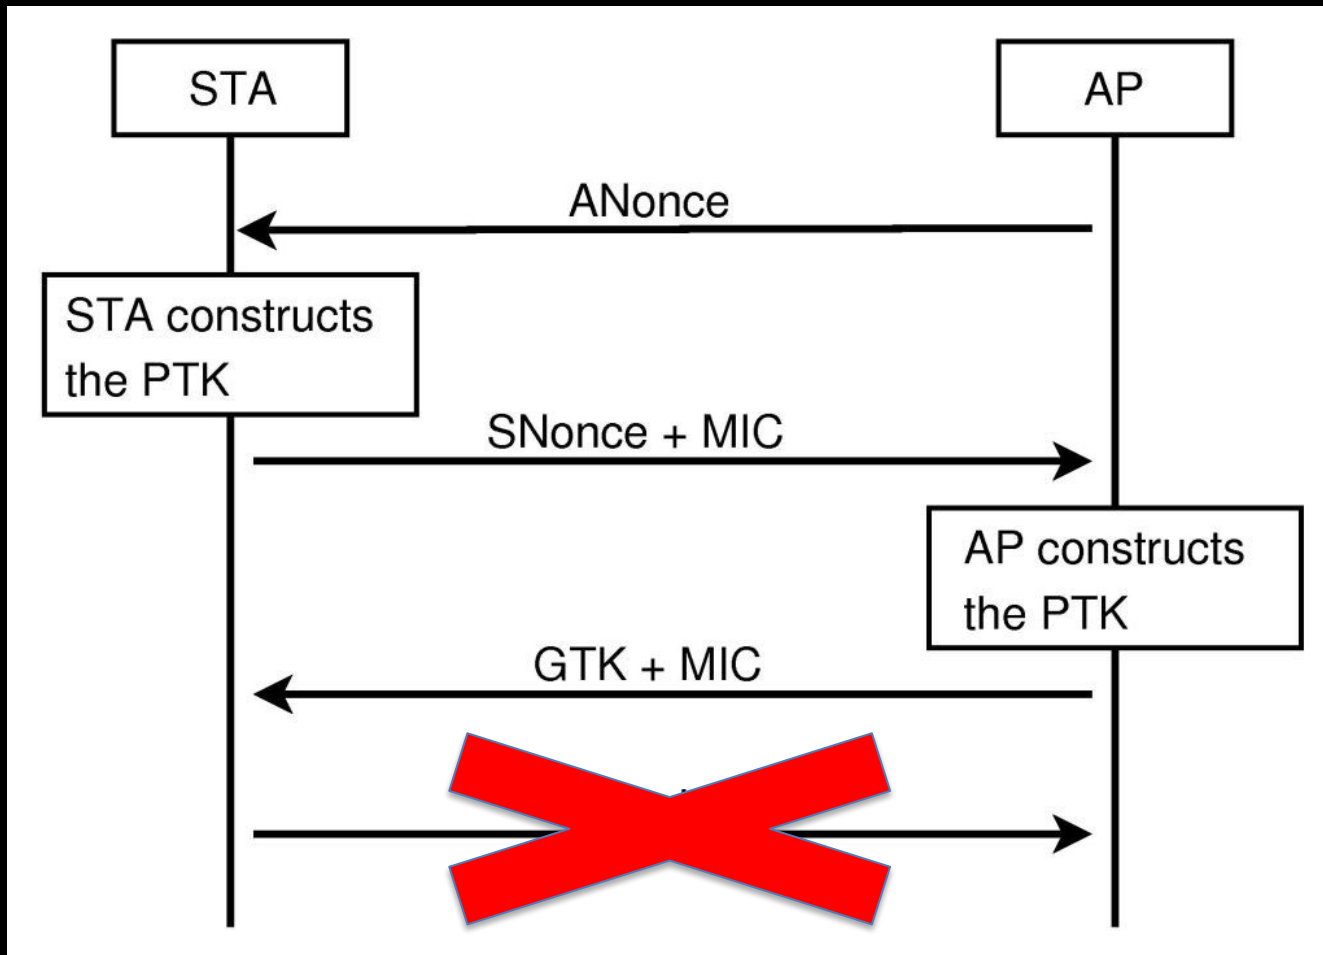 STA
AP
ANonce
STA constructs
the PTK
SNonce + MIC
AP constructs
the PTK
GTK + MIC